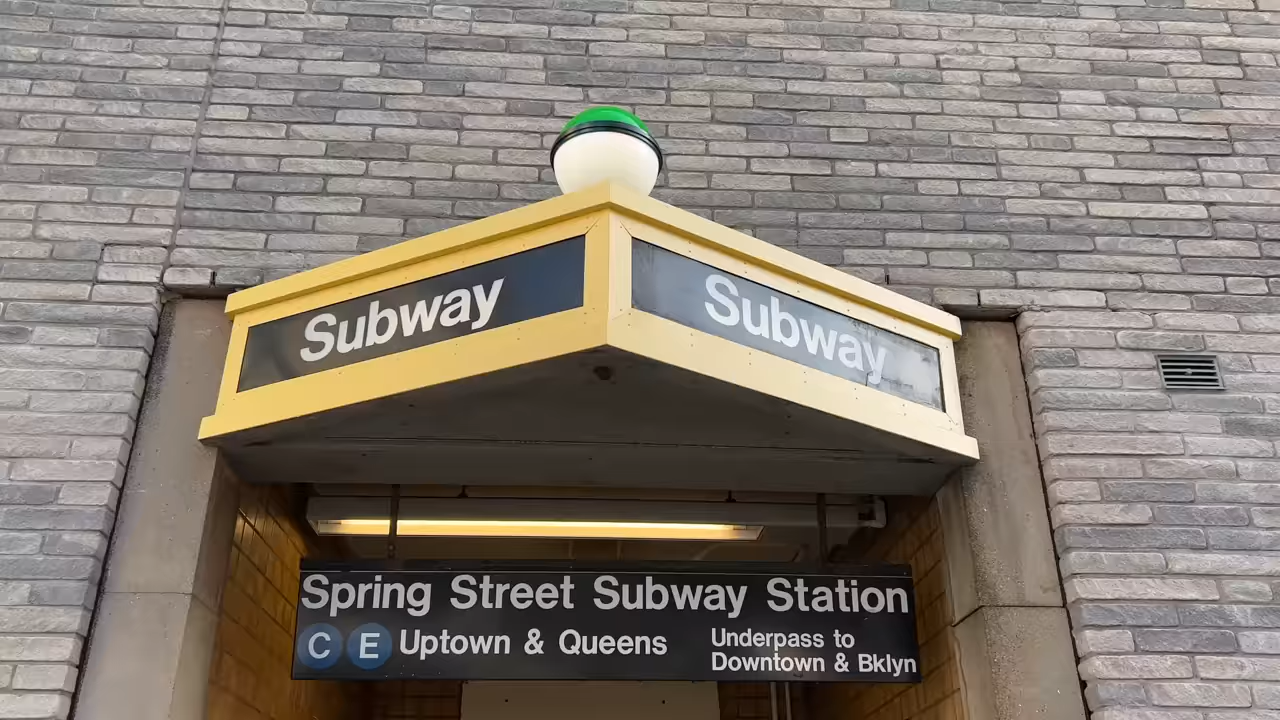 Subway
Subway
Spring Street Subway Station
C E Uptown & Queens
Underpass to
Downtown & Bklyn